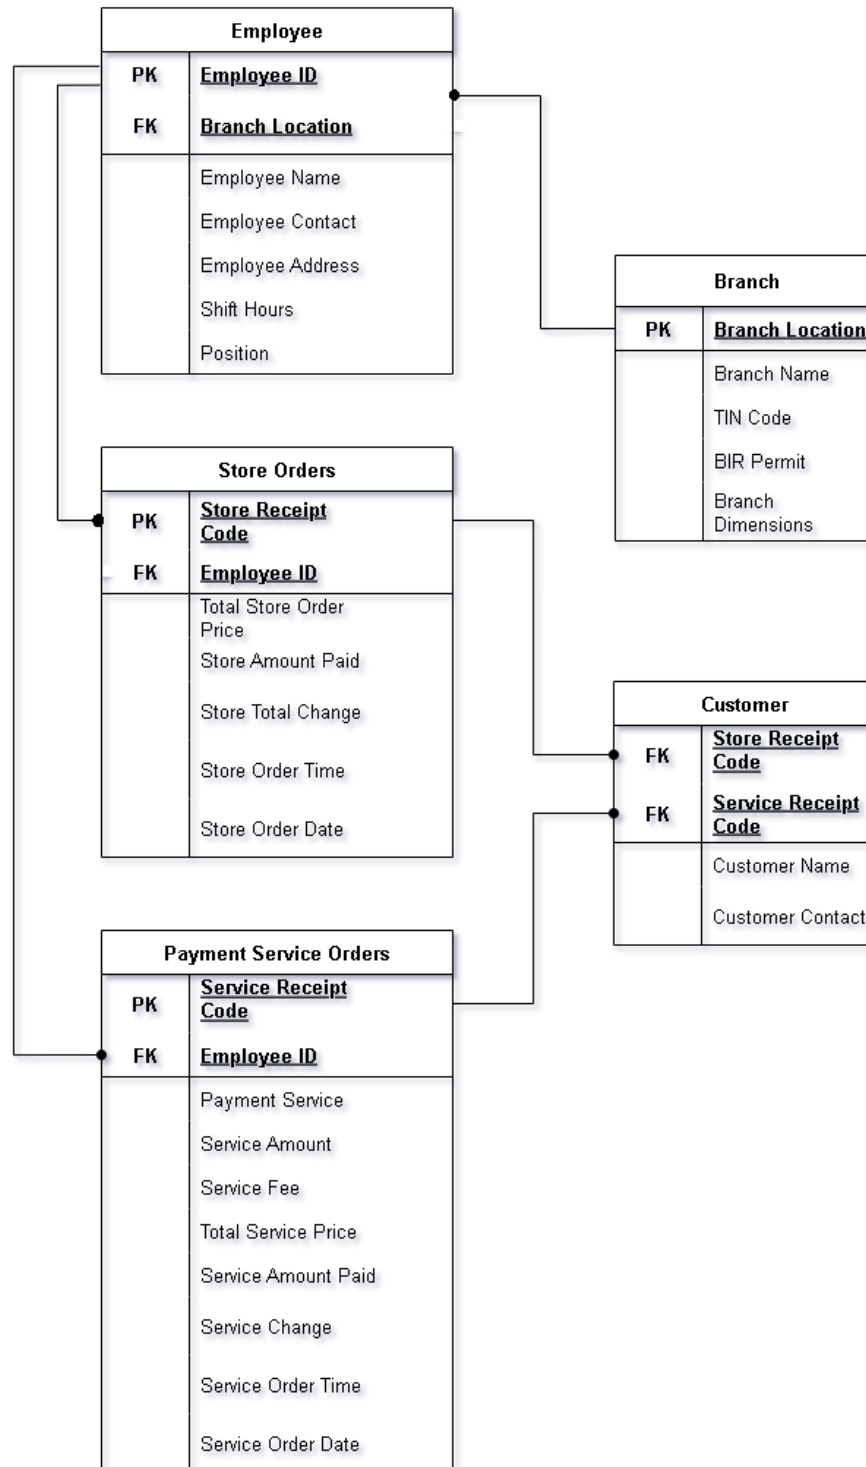 Employee
PK Employee ID
FK Branch Location
Employee Name
Employee Contact
Employee Address
Shift Hours
Position
Branch
PK Branch Location
Branch Name
TIN Code
BIR Permit
Branch
Dimensions
Store Orders
PK Store Receipt
Code
FK Employee ID
Total Store Order
Price
Store Amount Paid
Store Total Change
Store Order Time
Store Order Date
Customer
FK Store Receipt
Code
FK Service Receipt
Code
Customer Name
Customer Contact
Payment Service Orders
PK Service Receipt
Code
FK Employee ID
Payment Service
Service Amount
Service Fee
Total Service Price
Service Amount Paid
Service Change
Service Order Time
Service Order Date